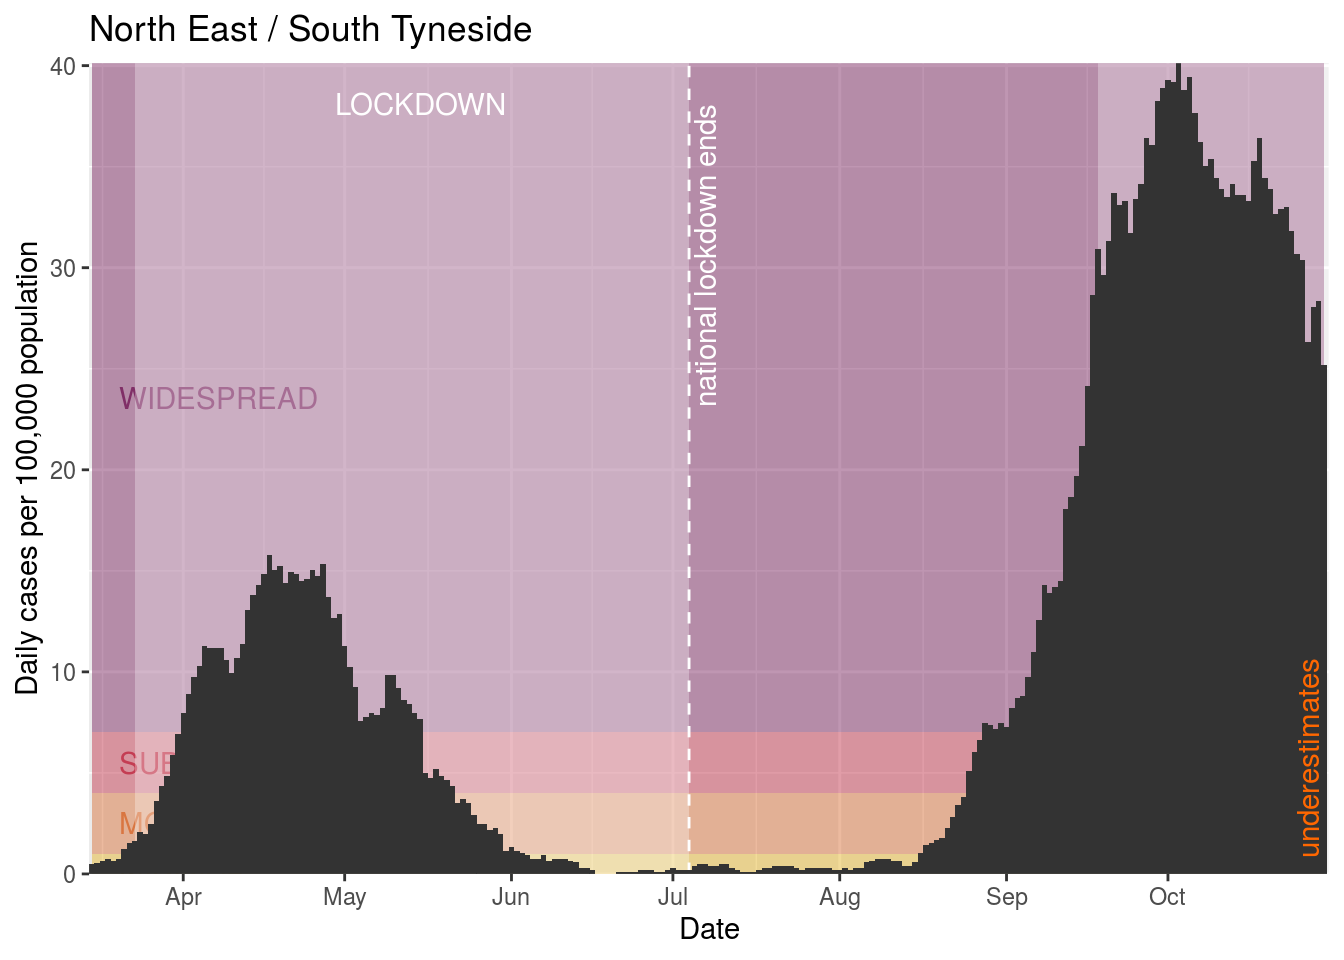 North East / South Tyneside
Daily cases per 100,000 population
40
30
20
10
0
LOCKDOWN
national lockdown ends
WIDESPREAD
underestimates
Apr
May
Jun
Jul
Aug
Sep
Oct
Date